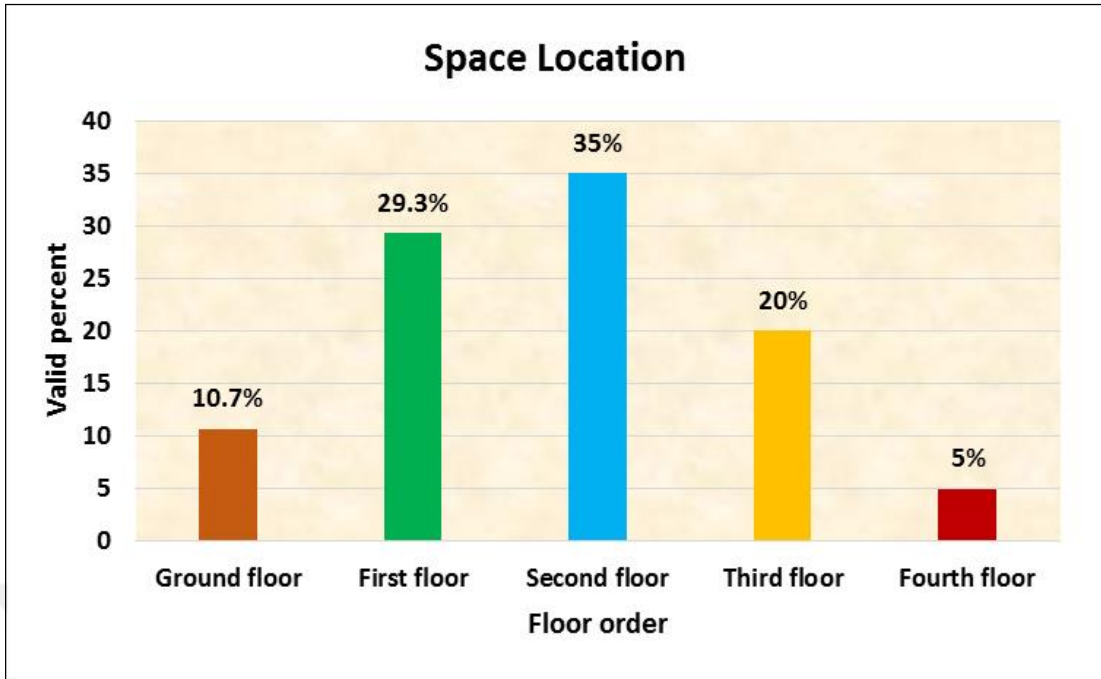 Space Location
40
35
30
25
20
15
10
5
0
Valid percent
10.7%
29.3%
35%
20%
5%
Ground floor
First floor
Second floor
Third floor
Fourth floor
Floor order